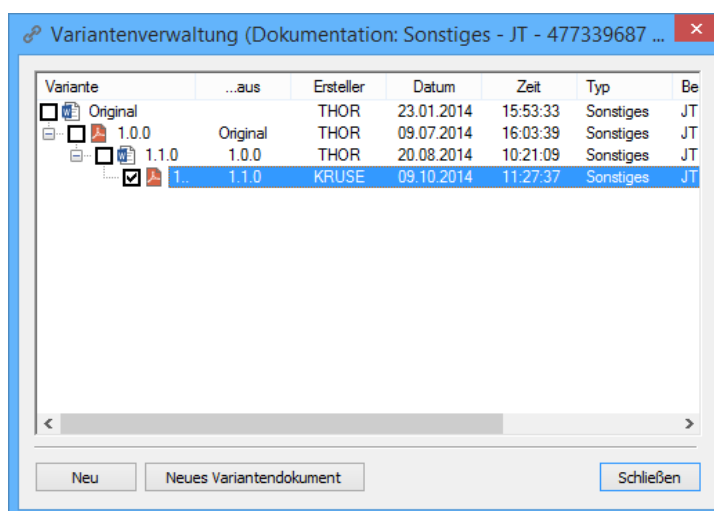 Variantenverwaltung (Dokumentation: Sonstiges - JT - 477339687 ...
Variante ...aus Ersteller Datum Zeit Typ Be
Original THOR 23.01.2014 15:53:33 Sonstiges JT
1.0.0 Original THOR 09.07.2014 16:03:39 Sonstiges JT
1.1.0 1.0.0 THOR 20.08.2014 10:21:09 Sonstiges JT
1.. 1.1.0 KRUSE 09.10.2014 11:27:37 Sonstiges JT
Neu Neues Variantendokument Schließen